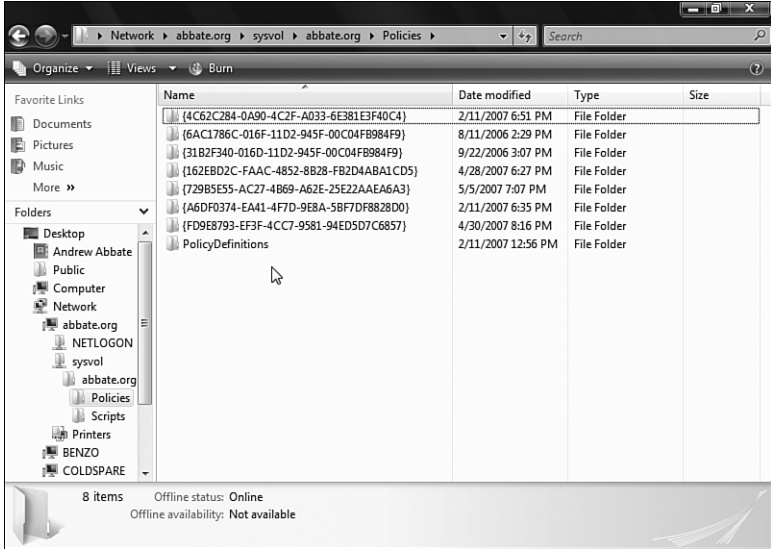 Network abbate.org sysvol abbate.org Policies Search
Organize Views Burn
Favorite Links
Documents
Pictures
Music
More »
Folders
Desktop
Andrew Abbate
Public
Computer
Network
abbate.org
NETLOGON
sysvol
abbate.org
Policies
Scripts
Printers
BENZO
COLDSPARE
Name Date modified Type Size
{4C62C284-0A90-4C2F-A033-6E381E3F40C4} 2/11/2007 6:51 PM File Folder
{6AC1786C-016F-11D2-945F-00C04FB984F9} 8/11/2006 2:29 PM File Folder
{31B2F340-016D-11D2-945F-00C04FB984F9} 9/22/2006 3:07 PM File Folder
{162EBD2C-FAAC-4852-8B28-FB2D4ABA1CD5} 4/28/2007 6:27 PM File Folder
{729B5E55-AC27-4B69-A62E-25E22AAEA6A3} 5/5/2007 7:07 PM File Folder
{A6DF0374-EA41-4F7D-9E8A-5BF7DF8828D0} 2/11/2007 6:35 PM File Folder
{FD9E8793-EF3F-4CC7-9581-94ED5D7C6857} 4/30/2007 8:16 PM File Folder
PolicyDefinitions 2/11/2007 12:56 PM File Folder
8 items Offline status: Online
Offline availability: Not available